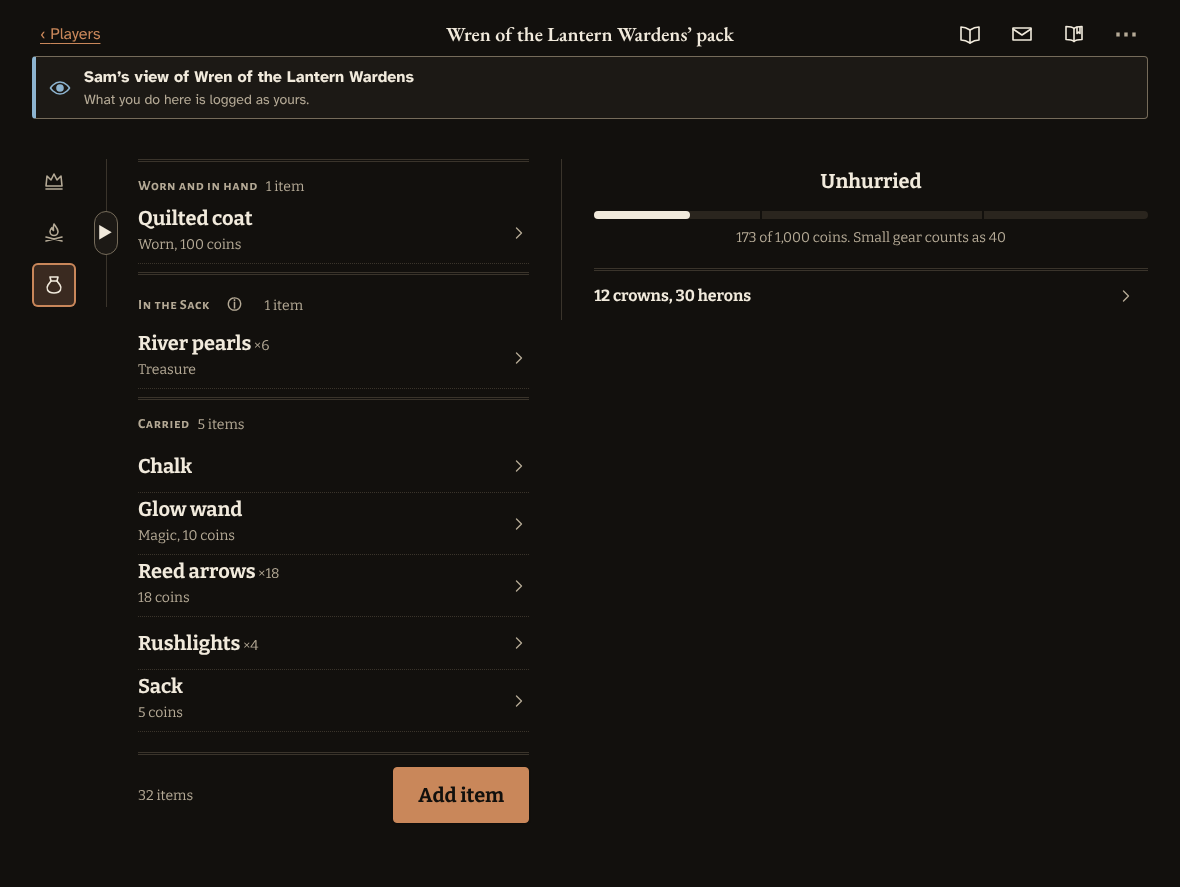 ‹ Players
Wren of the Lantern Wardens’ pack
Sam’s view of Wren of the Lantern Wardens
What you do here is logged as yours.
Worn and in hand 1 item
Quilted coat
Worn, 100 coins
In the Sack 1 item
River pearls ×6
Treasure
Carried 5 items
Chalk
Glow wand
Magic, 10 coins
Reed arrows ×18
18 coins
Rushlights ×4
Sack
5 coins
32 items
Add item
Unhurried
173 of 1,000 coins. Small gear counts as 40
12 crowns, 30 herons